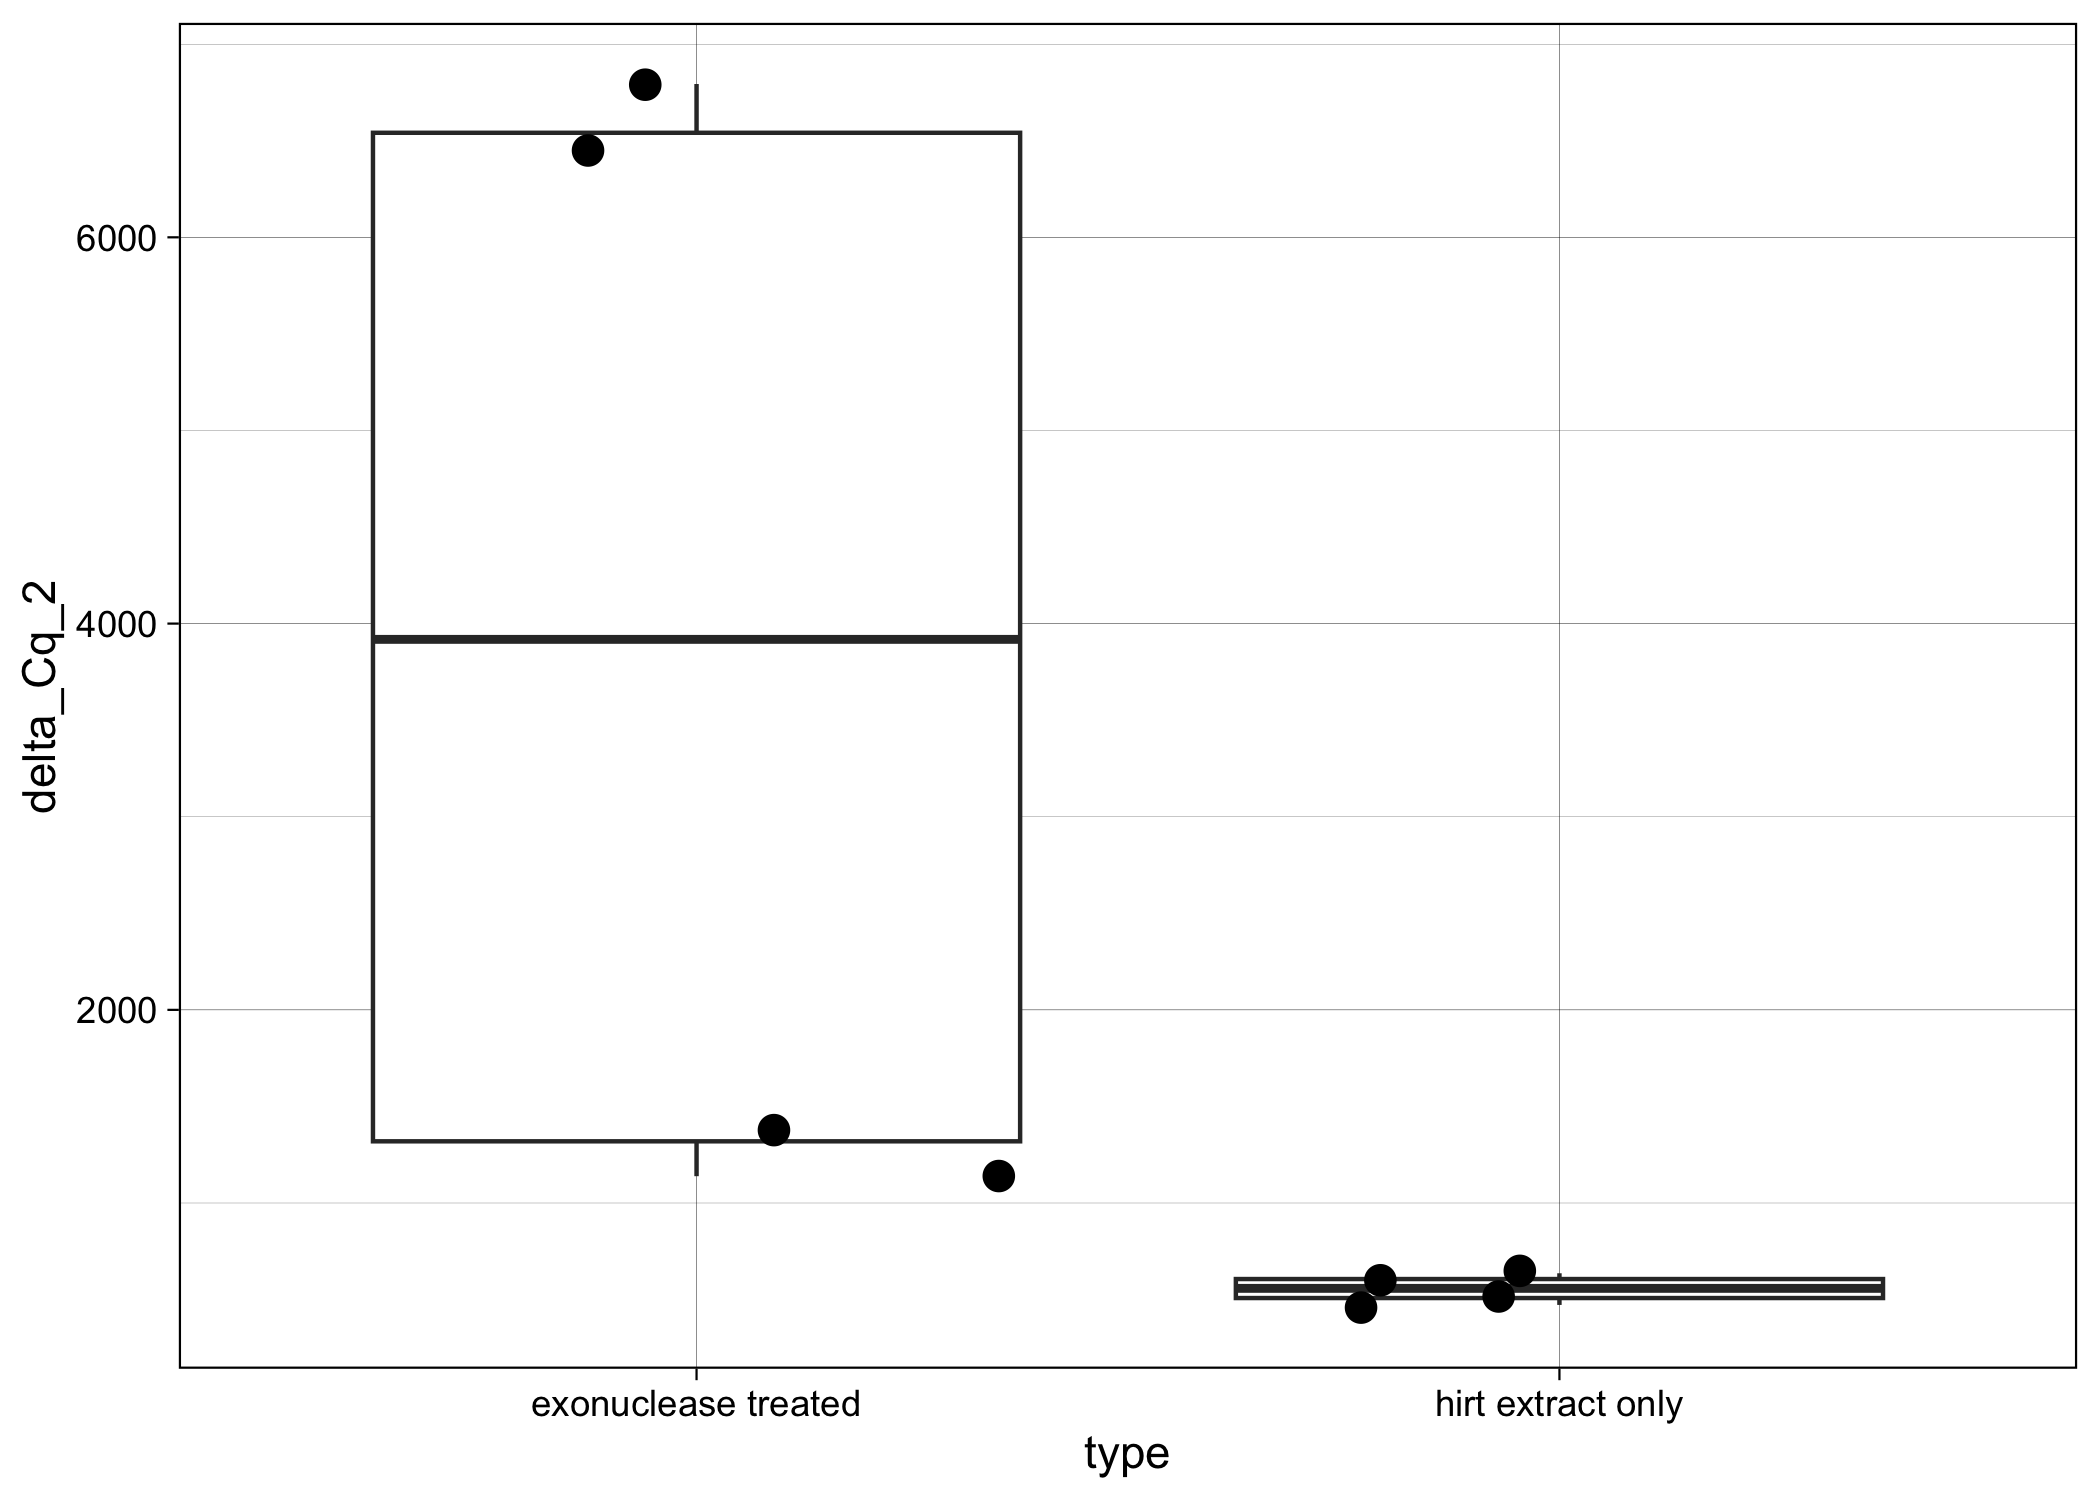 delta_Cq_2
6000
4000
2000
exonuclease treated
hirt extract only
type